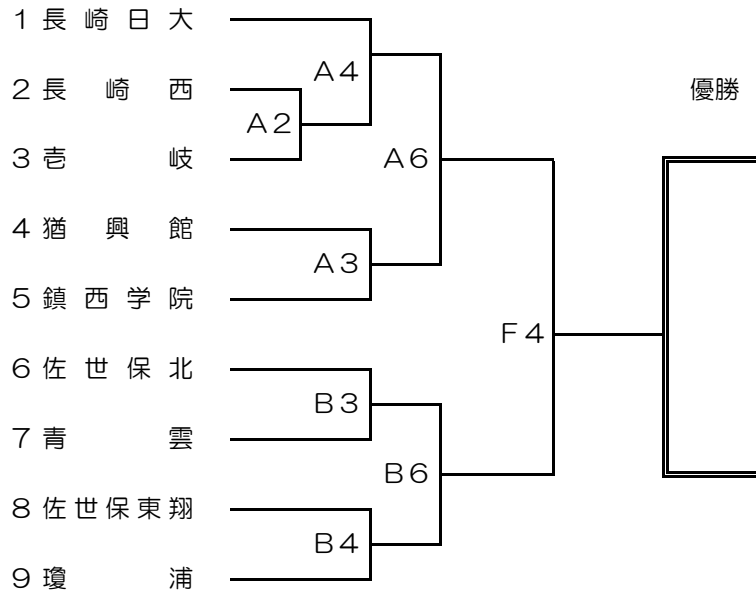 1 長崎日大
A4
2 長崎西
優勝
A2
3 壱岐
A6
4 猶興館
A3
5 鎮西学院
F4
6 佐世保北
B3
7 青雲
B6
8 佐世保東翔
B4
9 瓊浦